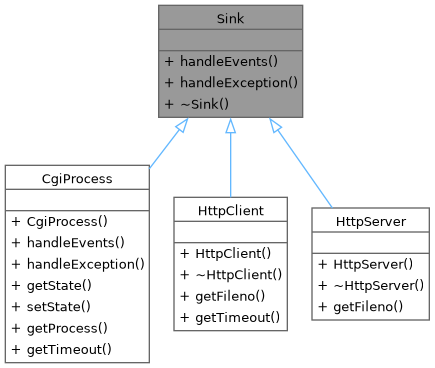 Sink
+ handleEvents()
+ handleException()
+ ~Sink()
CgiProcess
+ CgiProcess()
+ handleEvents()
+ handleException()
+ getState()
+ setState()
+ getProcess()
+ getTimeout()
HttpClient
+ HttpClient()
+ ~HttpClient()
+ getFileno()
+ getTimeout()
HttpServer
+ HttpServer()
+ ~HttpServer()
+ getFileno()